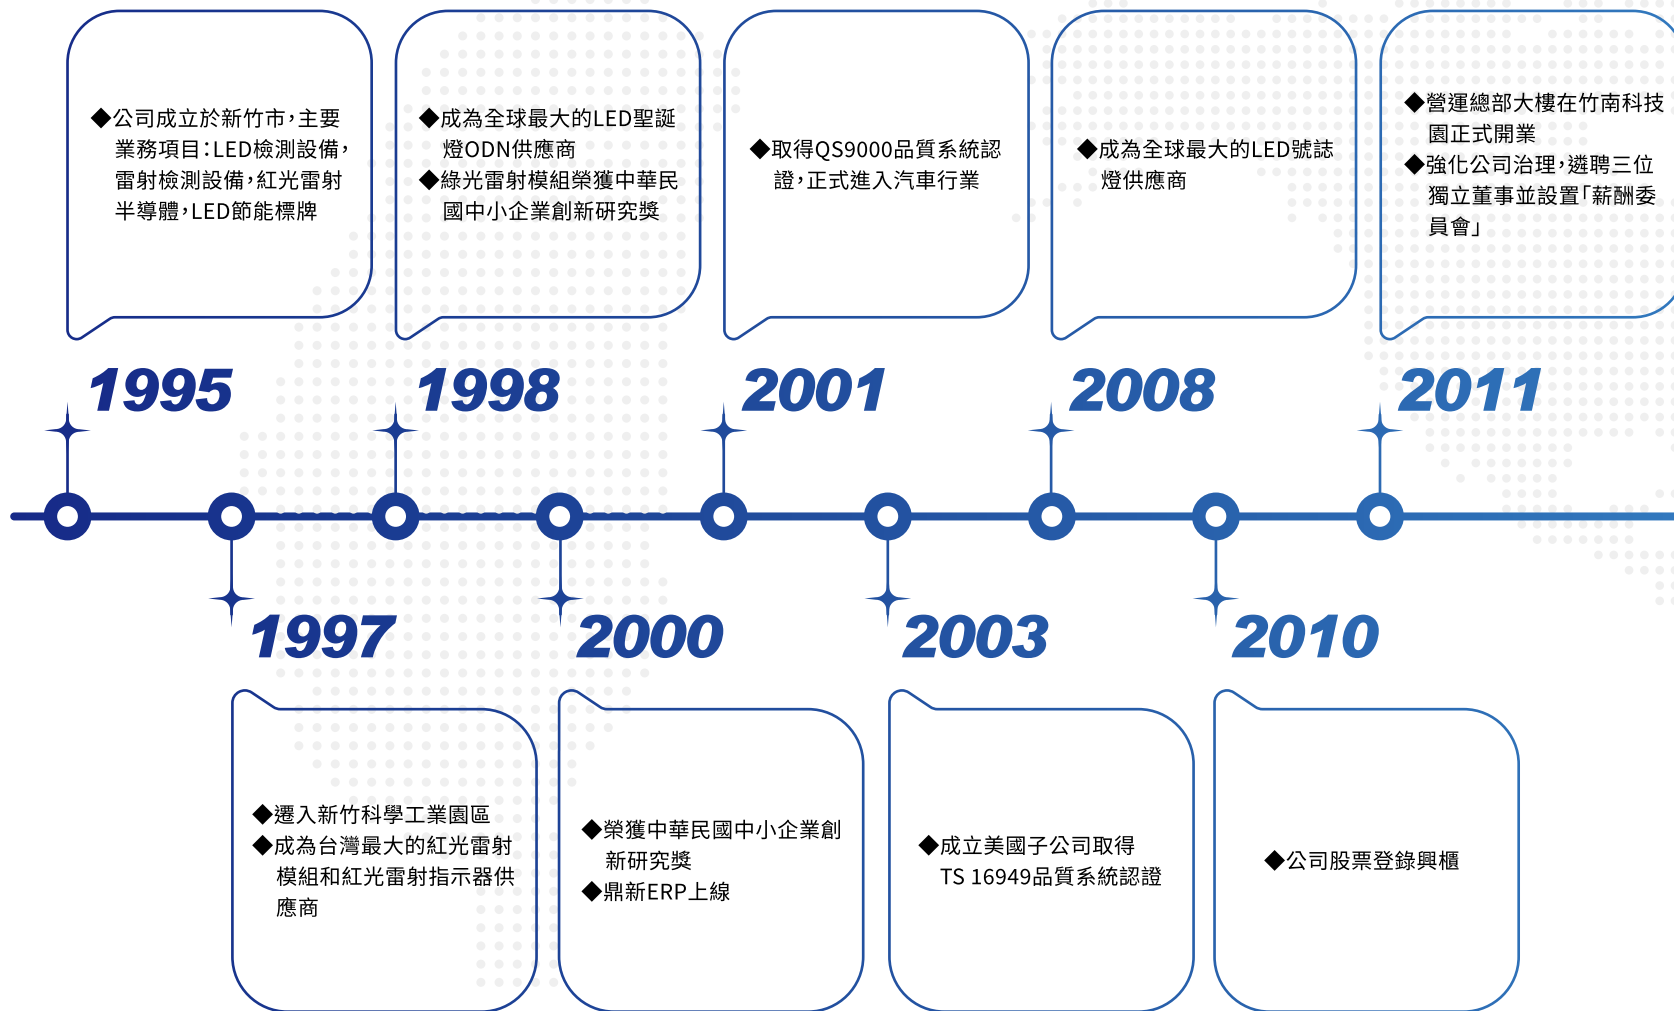 ◆公司成立於新竹市，主要
業務項目：LED檢測設備，
雷射檢測設備，紅光雷射
半導體，LED節能標牌
1995
◆遷入新竹科學工業園區
◆成為台灣最大的紅光雷射
模組和紅光雷射指示器供
應商
1997
◆成為全球最大的LED聖誕
燈ODN供應商
◆綠光雷射模組榮獲中華民
國中小企業創新研究獎
1998
◆榮獲中華民國中小企業創
新研究獎
◆鼎新ERP上線
2000
◆取得QS9000品質系統認
證，正式進入汽車行業
2001
◆成立美國子公司取得
TS 16949品質系統認證
2003
◆成為全球最大的LED號誌
燈供應商
2008
◆公司股票登錄興櫃
2010
◆營運總部大樓在竹南科技
園正式開業
◆強化公司治理，遴聘三位
獨立董事並設置「薪酬委
員會」
2011